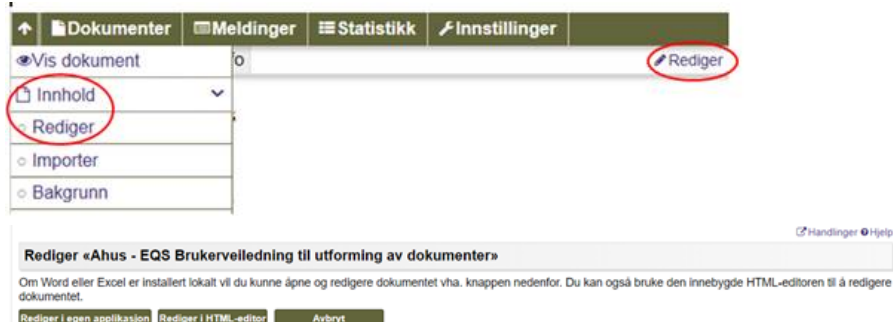 Dokumenter Meldinger Statistikk Innstillinger
Vis dokument
Rediger
Innhold
Rediger
Importer
Bakgrunn
Handlinger Hjelp
Rediger «Ahus - EQS Brukerveiledning til utforming av dokumenter»
Om Word eller Excel er installert lokalt vil du kunne åpne og redigere dokumentet vha. knappen nedenfor. Du kan også bruke den innebygde HTML-editoren til å redigere
dokumentet.
Rediger i egen applikasjon Rediger i HTML-editor Avbryt